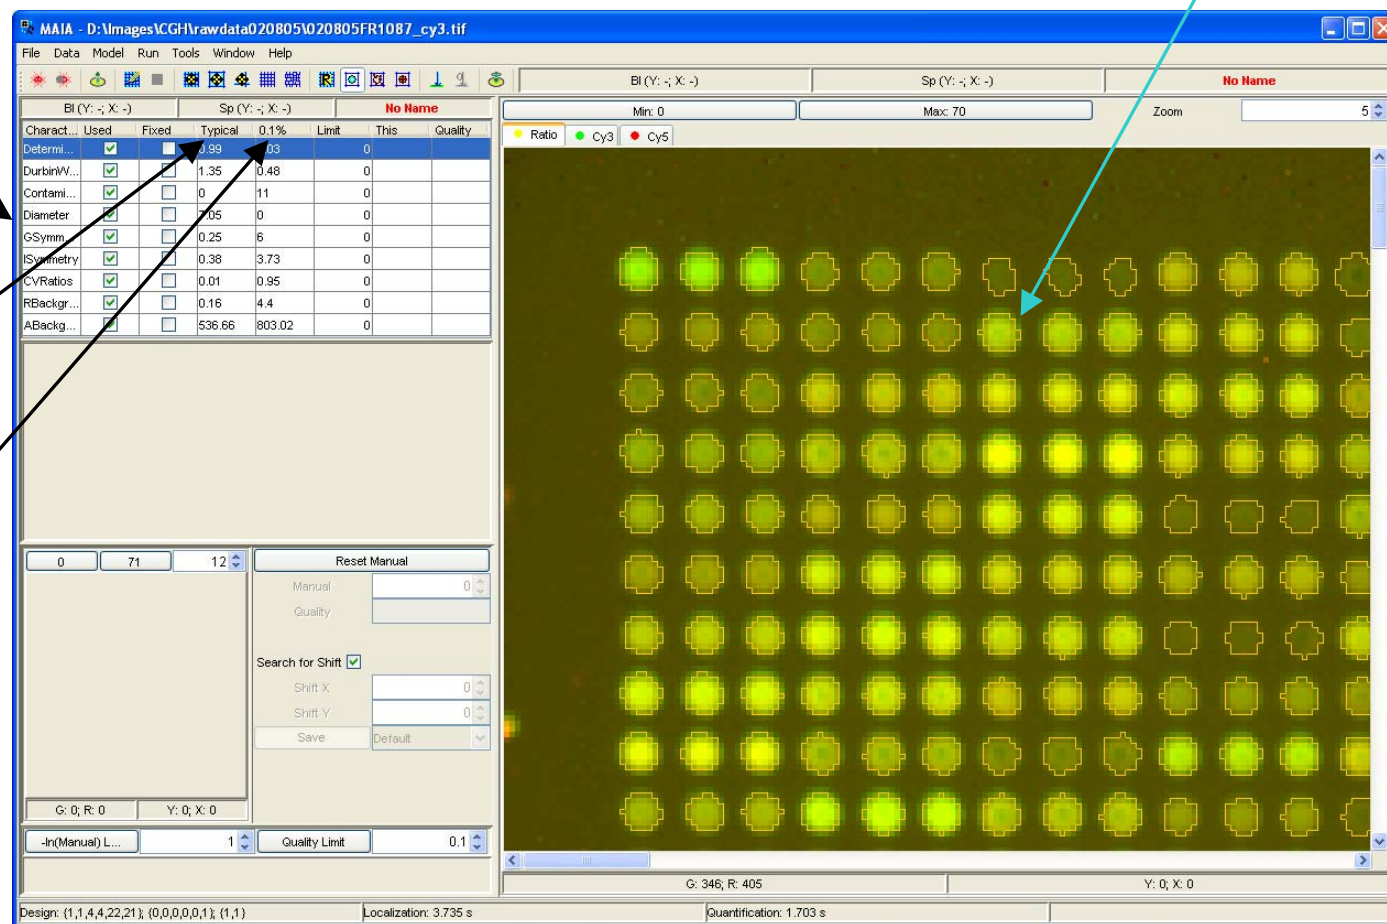 MAIA - D:\Images\CGH\rawdata020805\020805FR1087_cy3.tif
File Data Model Run Tools Window Help
Bl (Y: -; X: -) Sp (Y: -; X: -) No Name
Bl (Y: -; X: -) Sp (Y: -; X: -) No Name
Min: 0 Max: 70 Zoom 5
Ratio Cy3 Cy5
Charact... Used Fixed Typical 0.1% Limit This Quality
Determi... 0.99 0
DurbinW... 1.35 0.48 0
Contami... 0 11 0
Diameter 7.05 0 0
GSymm... 0.25 6 0
ISymmetry 0.38 3.73 0
CVRatios 0.01 0.95 0
RBackgr... 0.16 4.4 0
ABackg... 536.66 803.02 0
0 71 12 Reset Manual
Manual 0
Quality
Search for Shift
Shift X 0
Shift Y 0
Save Default
G: 0; R: 0 Y: 0; X: 0
-ln(Manual) L... 1 Quality Limit 0.1
G: 346; R: 405 Y: 0; X: 0
Design: {1,1,4,4,22,21}; {0,0,0,0,0,1}; {1,1} Localization: 3.735 s Quantification: 1.703 s